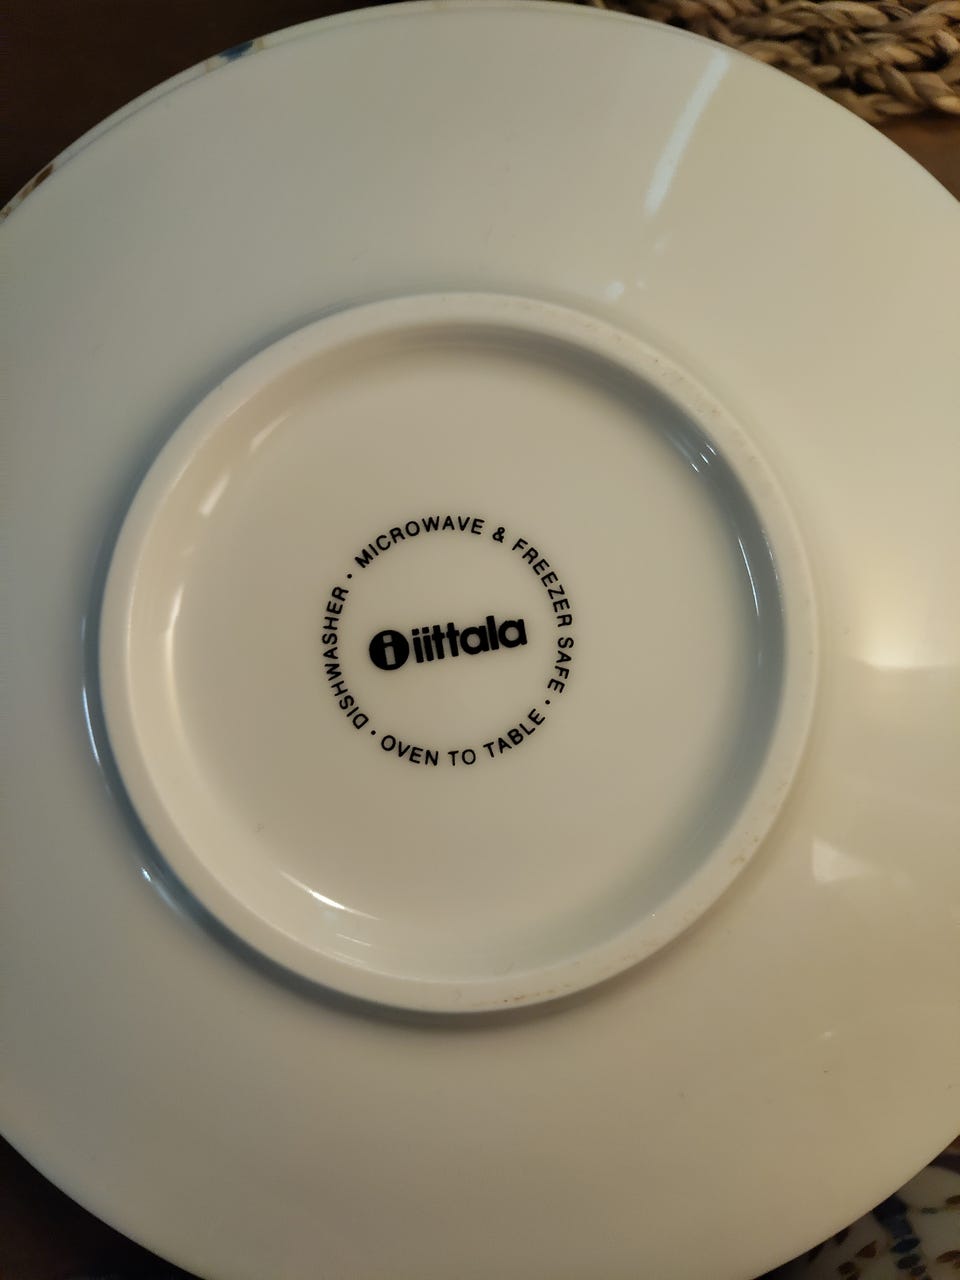 DISHWASHER · MICROWAVE & FREEZER SAFE · OVEN TO TABLE ·
i iittala